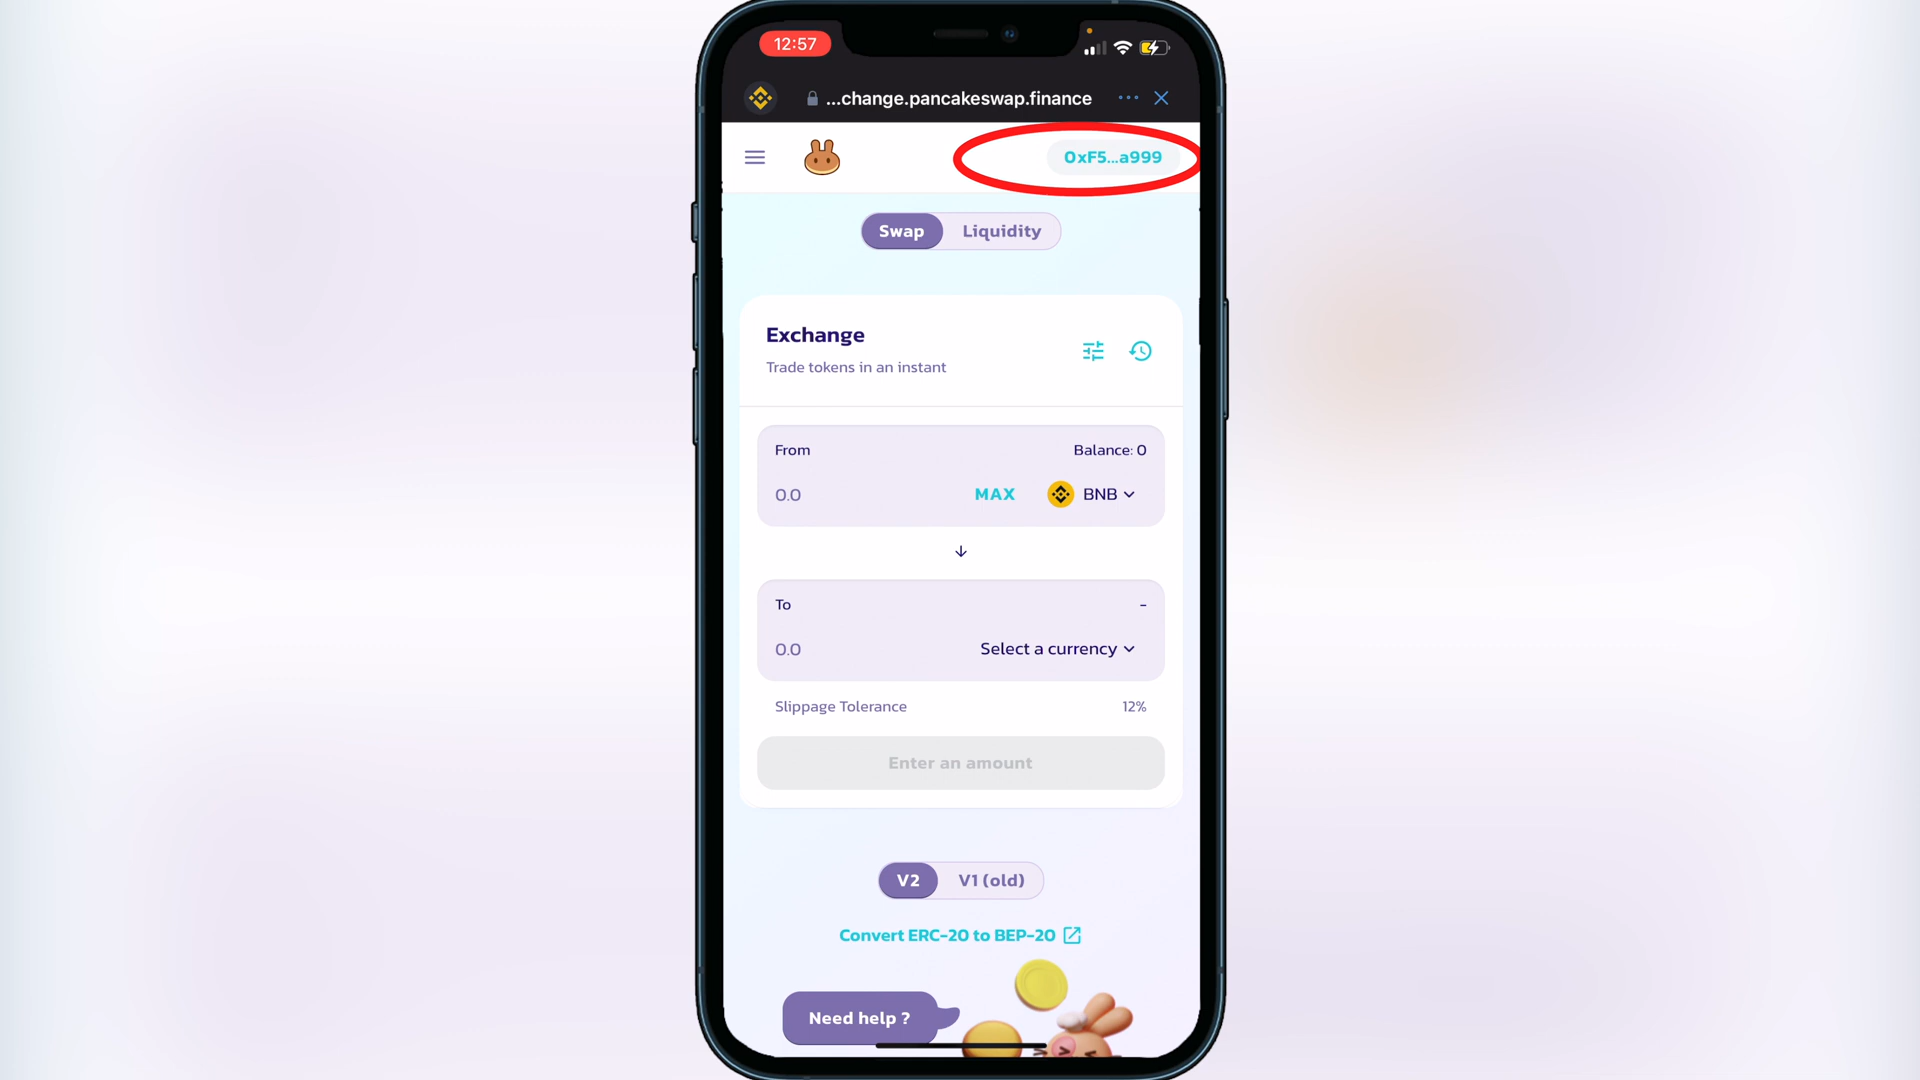 12:57
...change.pancakeswap.finance
0xF5...a999
Swap
Liquidity
Exchange
Trade tokens in an instant
From
Balance: 0
0.0
MAX
BNB
To
-
0.0
Select a currency
Slippage Tolerance
12%
Enter an amount
V2
V1 (old)
Convert ERC-20 to BEP-20
Need help ?